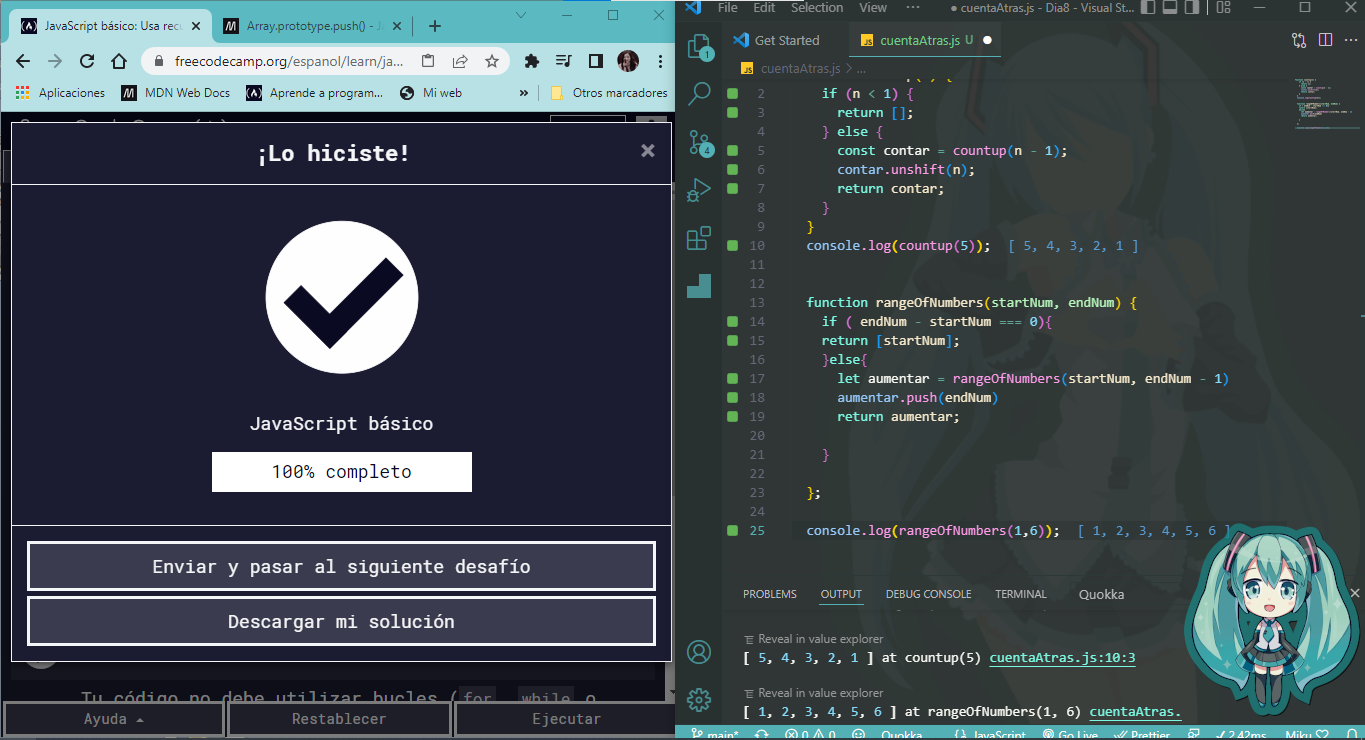 JavaScript básico: Usa recu
Array.prototype.push() - Ja
freecodecamp.org/espanol/learn/ja...
Aplicaciones
MDN Web Docs
Aprende a program...
Mi web
»
Otros marcadores
¡Lo hiciste!
JavaScript básico
100% completo
Enviar y pasar al siguiente desafío
Descargar mi solución
Tu código no debe utilizar bucles (for while o
Ayuda
Restablecer
Ejecutar
File Edit Selection View ··· ● cuentaAtras.js - Dia8 - Visual St...
Get Started
JS cuentaAtras.js U ●
JS cuentaAtras.js > ...
1
4
2 if (n < 1) {
3 return [];
4 } else {
5 const contar = countup(n - 1);
6 contar.unshift(n);
7 return contar;
8 }
9 }
10 console.log(countup(5)); [ 5, 4, 3, 2, 1 ]
11
12
13 function rangeOfNumbers(startNum, endNum) {
14 if ( endNum - startNum === 0){
15 return [startNum];
16 }else{
17 let aumentar = rangeOfNumbers(startNum, endNum - 1)
18 aumentar.push(endNum)
19 return aumentar;
20
21 }
22
23 };
24
25 console.log(rangeOfNumbers(1,6)); [ 1, 2, 3, 4, 5, 6 ]
PROBLEMS OUTPUT DEBUG CONSOLE TERMINAL Quokka
Reveal in value explorer
[ 5, 4, 3, 2, 1 ] at countup(5) cuentaAtras.js:10:3
Reveal in value explorer
[ 1, 2, 3, 4, 5, 6 ] at rangeOfNumbers(1, 6) cuentaAtras.
main* 0 0 Quokka {} JavaScript Go Live Prettier 2.42ms Miku